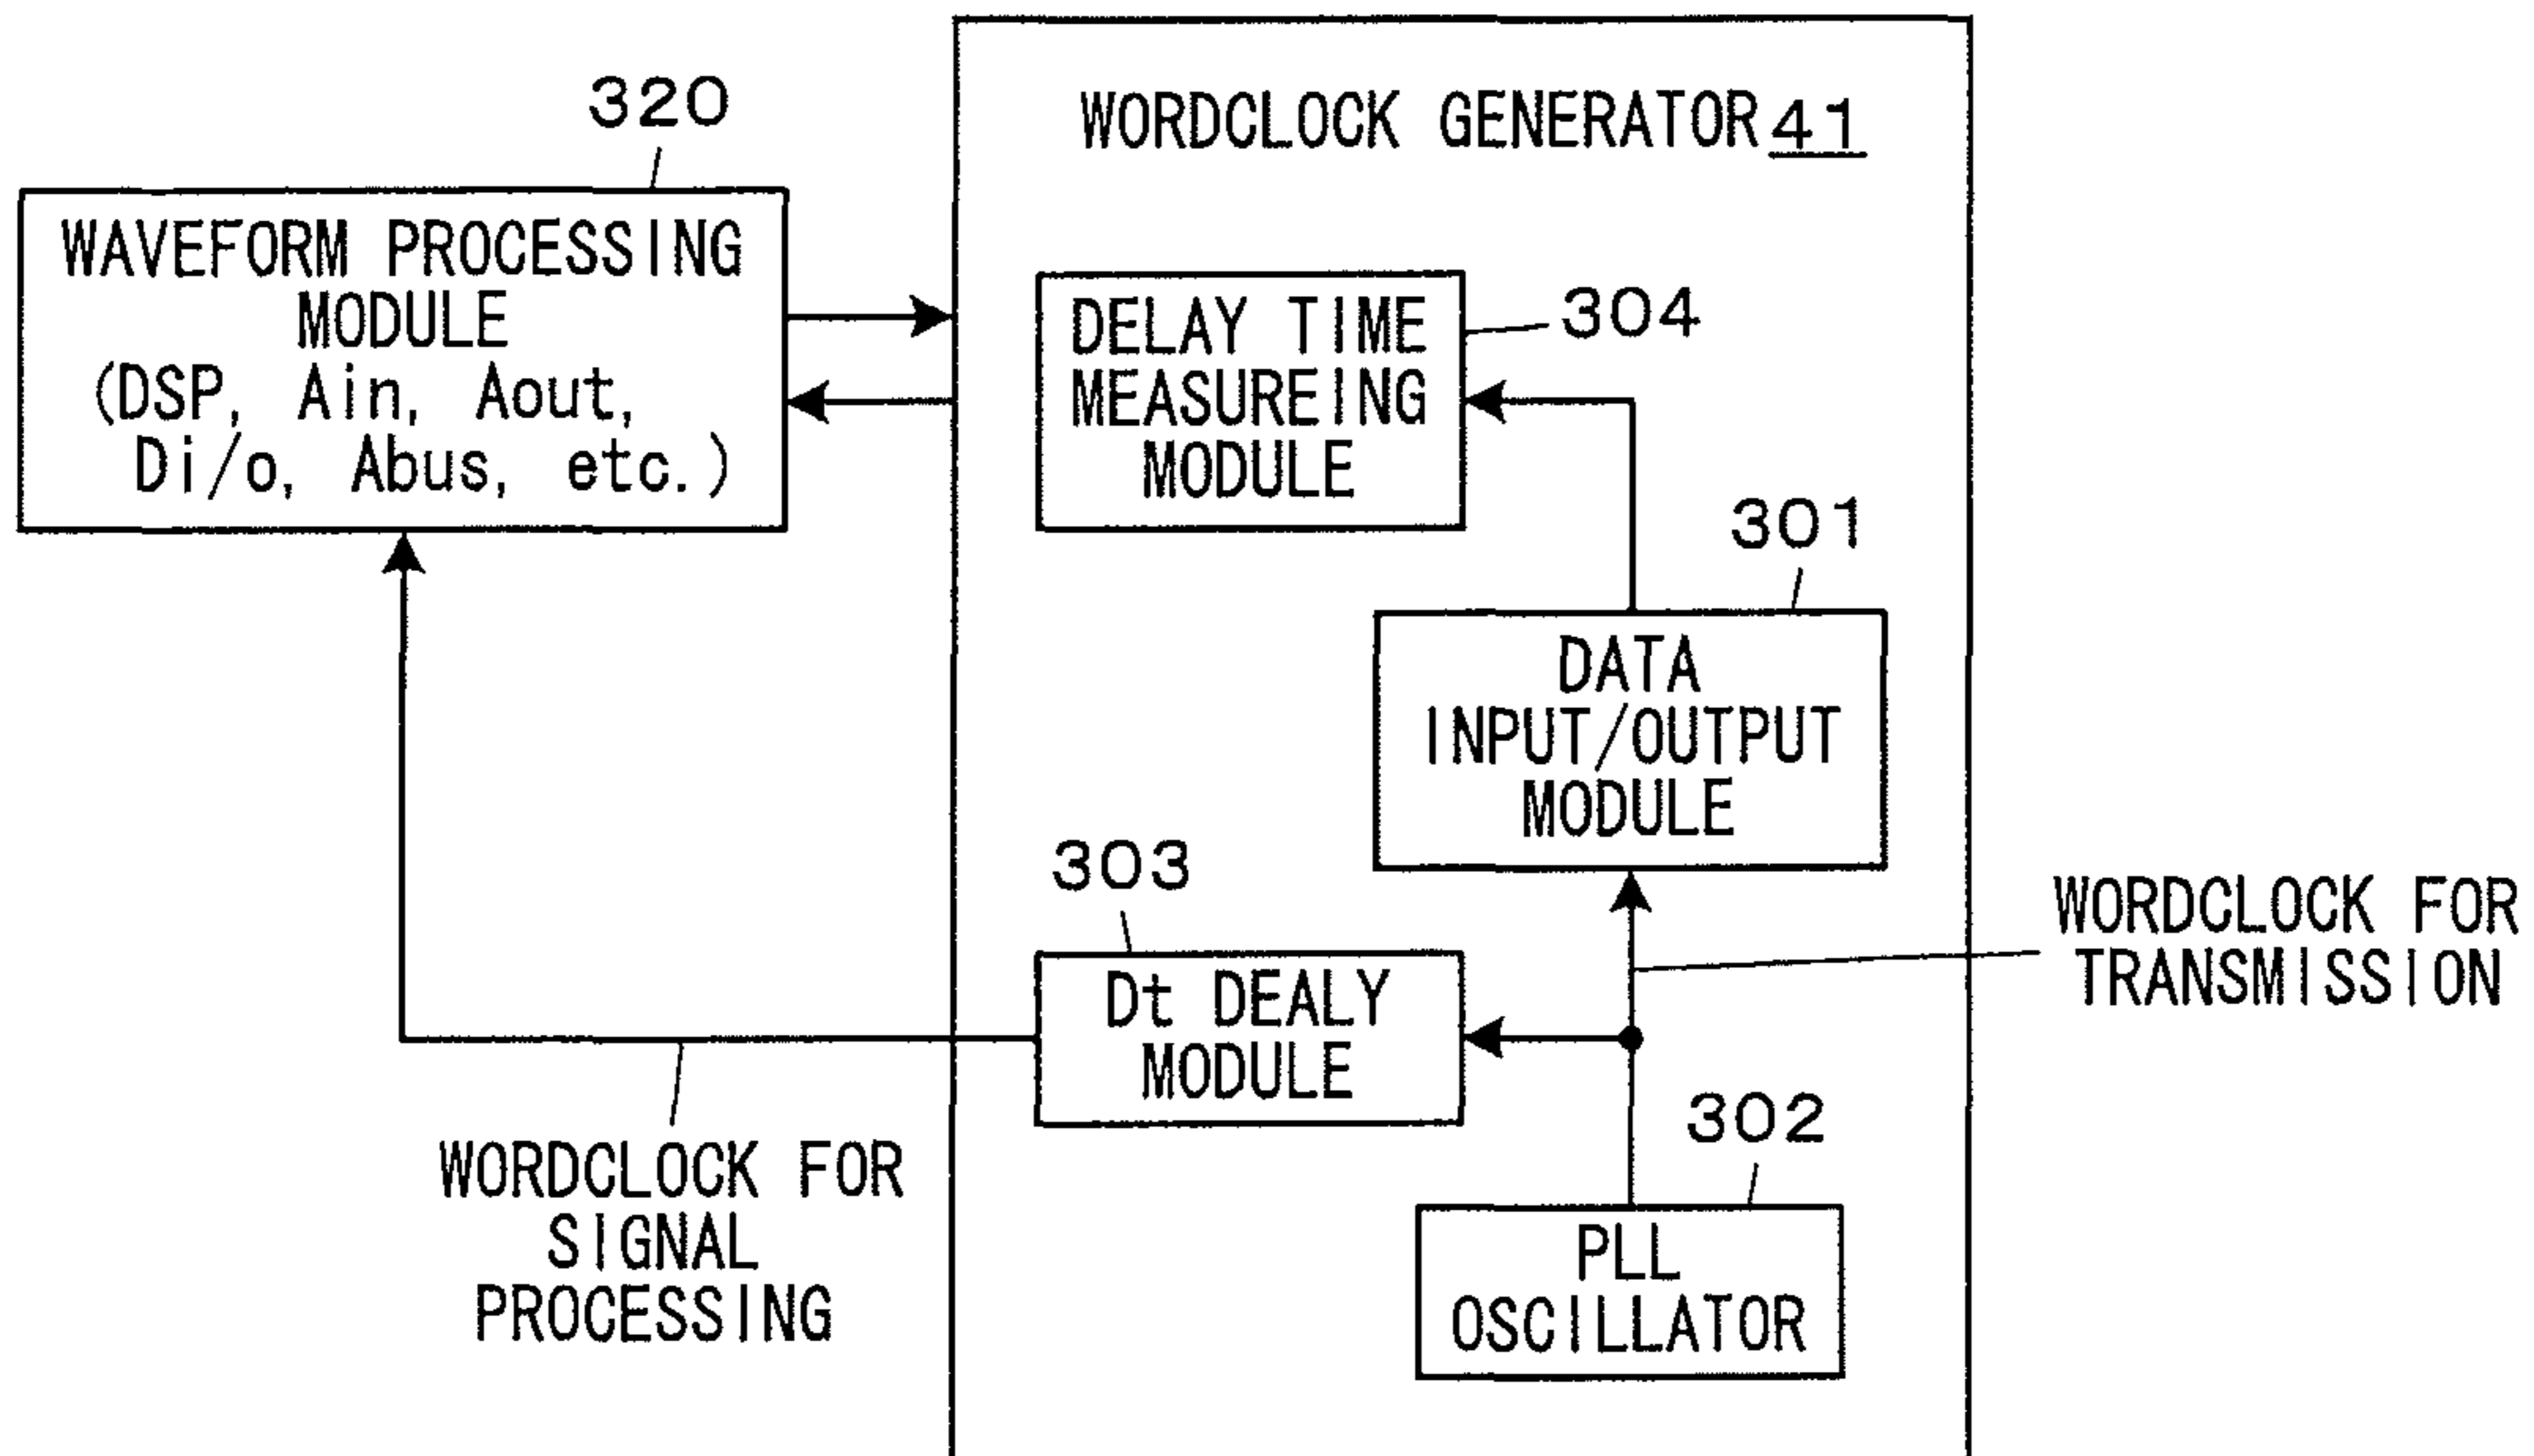 320
WAVEFORM PROCESSING
MODULE
(DSP, Ain, Aout,
Di/o, Abus, etc.)
WORDCLOCK GENERATOR 41
DELAY TIME
MEASUREING
MODULE
304
301
DATA
INPUT/OUTPUT
MODULE
303
Dt DEALY
MODULE
WORDCLOCK FOR
TRANSMISSION
302
PLL
OSCILLATOR
WORDCLOCK FOR
SIGNAL
PROCESSING